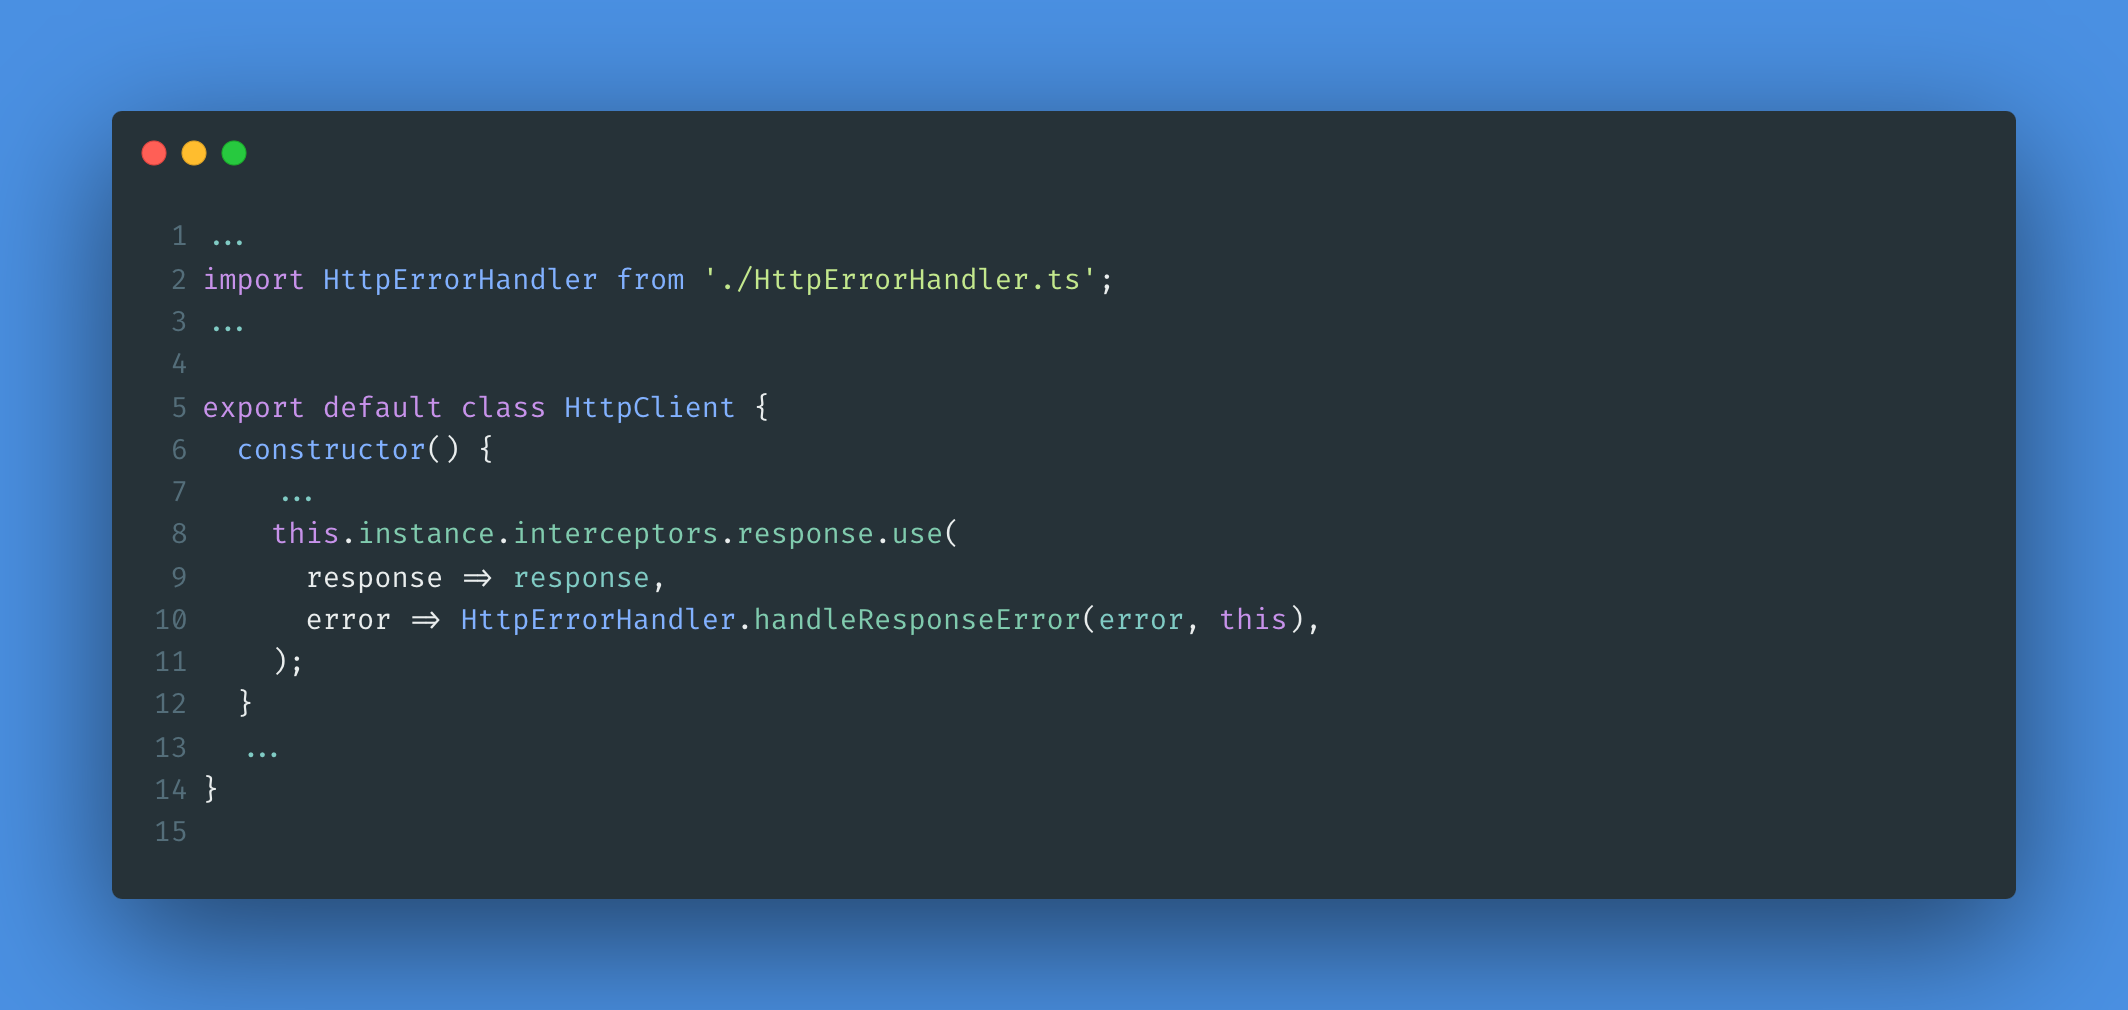 1 ...
2 import HttpErrorHandler from './HttpErrorHandler.ts';
3 ...
4
5 export default class HttpClient {
6   constructor() {
7     ...
8     this.instance.interceptors.response.use(
9       response => response,
10       error => HttpErrorHandler.handleResponseError(error, this),
11     );
12   }
13   ...
14 }
15